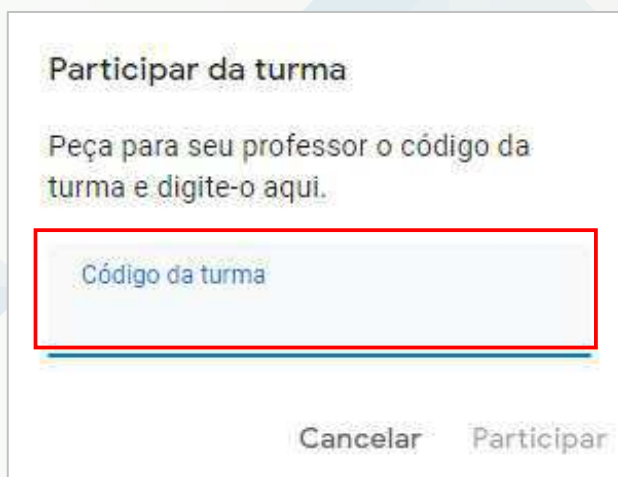 Participar da turma
Peça para seu professor o código da
turma e digite-o aqui.
Código da turma
Cancelar Participar